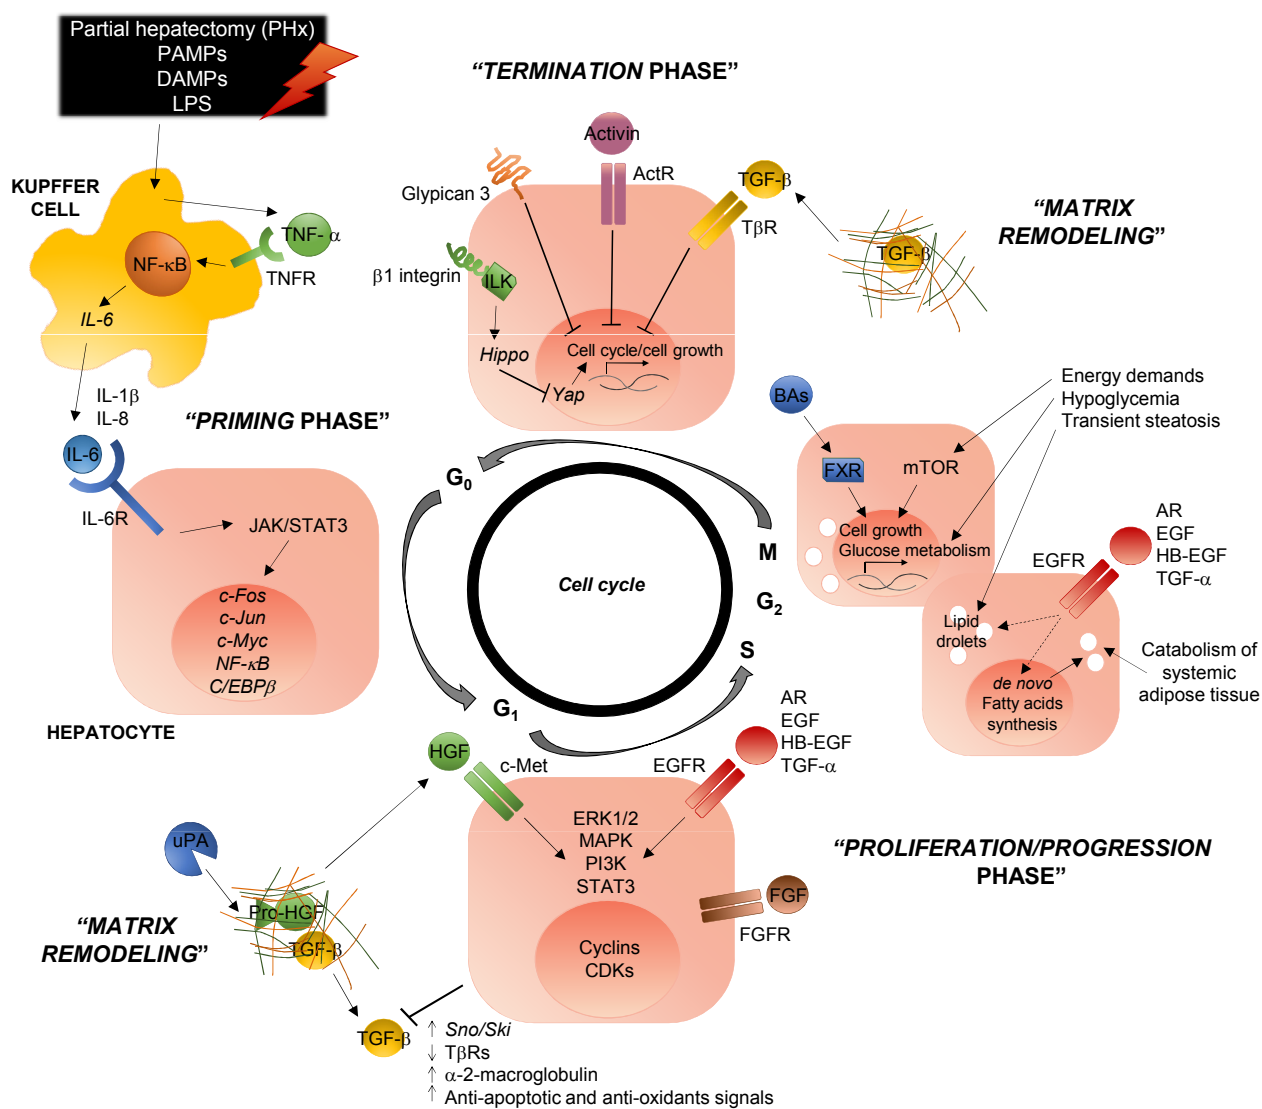 Partial hepatectomy (PHx)
PAMPs
DAMPs
LPS
KUPFFER
CELL
TNF- α
TNFR
NF-κB
IL-6
IL-1β
IL-8
IL-6
IL-6R
“PRIMING PHASE”
JAK/STAT3
c-Fos
c-Jun
c-Myc
NF-κB
C/EBPβ
HEPATOCYTE
“TERMINATION PHASE”
Activin
ActR
Glypican 3
TGF-β
TβR
β1 integrin
ILK
Hippo
Yap
Cell cycle/cell growth
“MATRIX
REMODELING”
TGF-β
Energy demands
Hypoglycemia
Transient steatosis
BAs
FXR
mTOR
Cell growth
Glucose metabolism
AR
EGF
HB-EGF
TGF-α
EGFR
Lipid
drolets
de novo
Fatty acids
synthesis
Catabolism of
systemic
adipose tissue
G0
M
G2
S
G1
Cell cycle
HGF
c-Met
EGFR
AR
EGF
HB-EGF
TGF-α
ERK1/2
MAPK
PI3K
STAT3
Cyclins
CDKs
FGF
FGFR
“PROLIFERATION/PROGRESSION
PHASE”
uPA
Pro-HGF
TGF-β
“MATRIX
REMODELING”
TGF-β
↑ Sno/Ski
↓ TβRs
↑ α-2-macroglobulin
↑ Anti-apoptotic and anti-oxidants signals